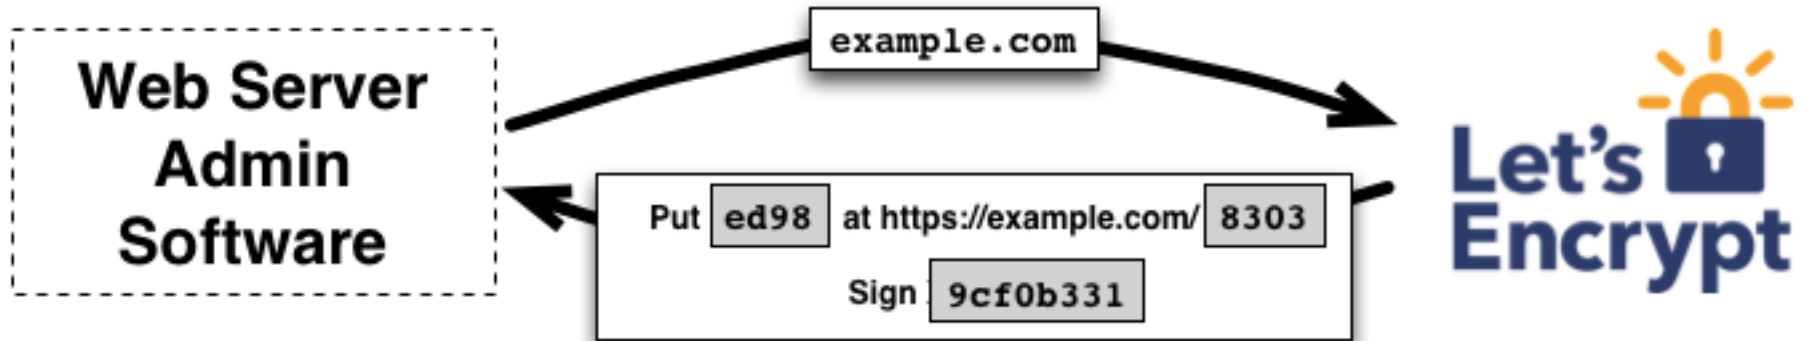 example.com
Web Server
Admin
Software
Put ed98 at https://example.com/ 8303
Sign 9cf0b331
Let's
Encrypt